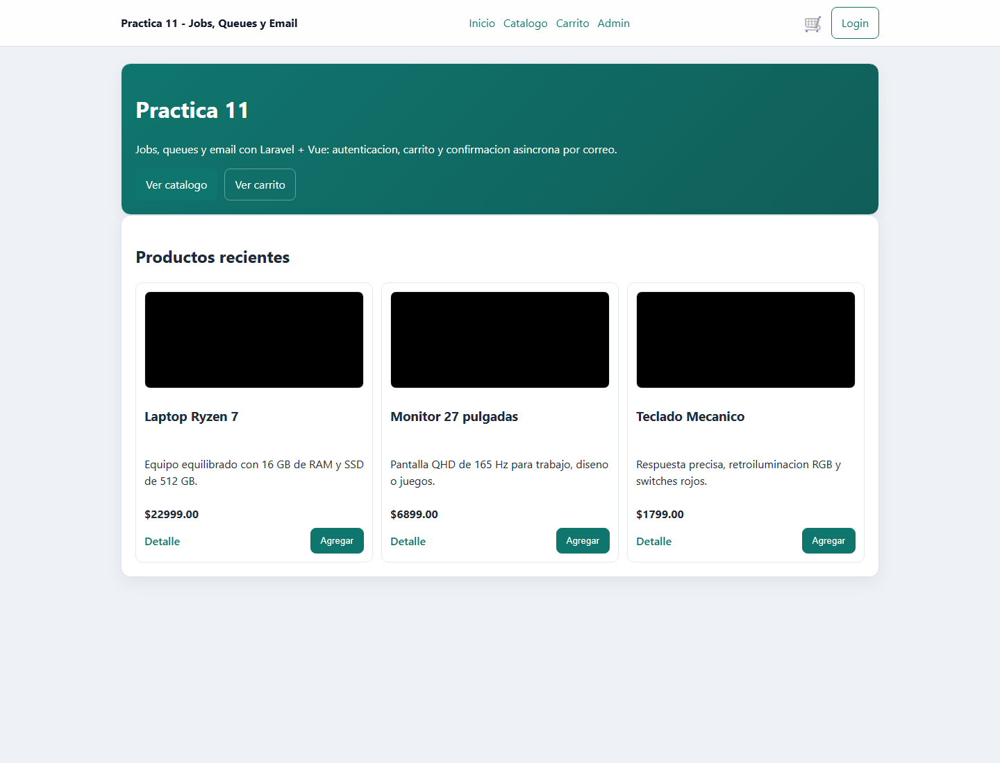 Practica 11 - Jobs, Queues y Email
Inicio Catalogo Carrito Admin
Login
Practica 11
Jobs, queues y email con Laravel + Vue: autenticacion, carrito y confirmacion asincrona por correo.
Ver catalogo Ver carrito
Productos recientes
Laptop Ryzen 7
Equipo equilibrado con 16 GB de RAM y SSD
de 512 GB.
$22999.00
Detalle Agregar
Monitor 27 pulgadas
Pantalla QHD de 165 Hz para trabajo, diseno
o juegos.
$6899.00
Detalle Agregar
Teclado Mecanico
Respuesta precisa, retroiluminacion RGB y
switches rojos.
$1799.00
Detalle Agregar